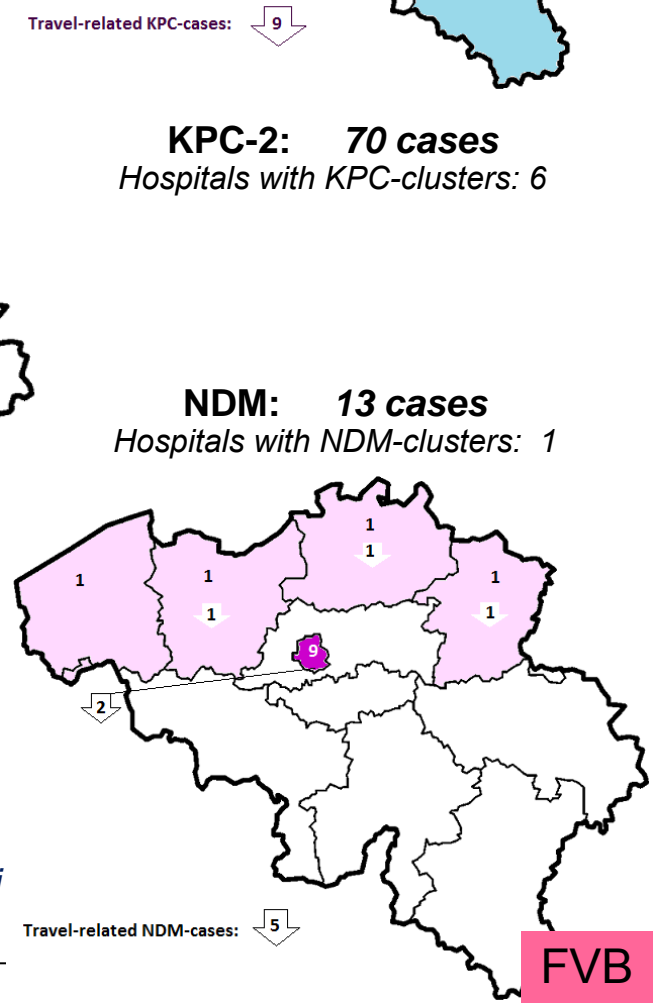 Travel-related KPC-cases: 9
KPC-2: 70 cases
Hospitals with KPC-clusters: 6
NDM: 13 cases
Hospitals with NDM-clusters: 1
1
1
1
1
1
1
1
9
2
Travel-related NDM-cases: 5
i
FVB